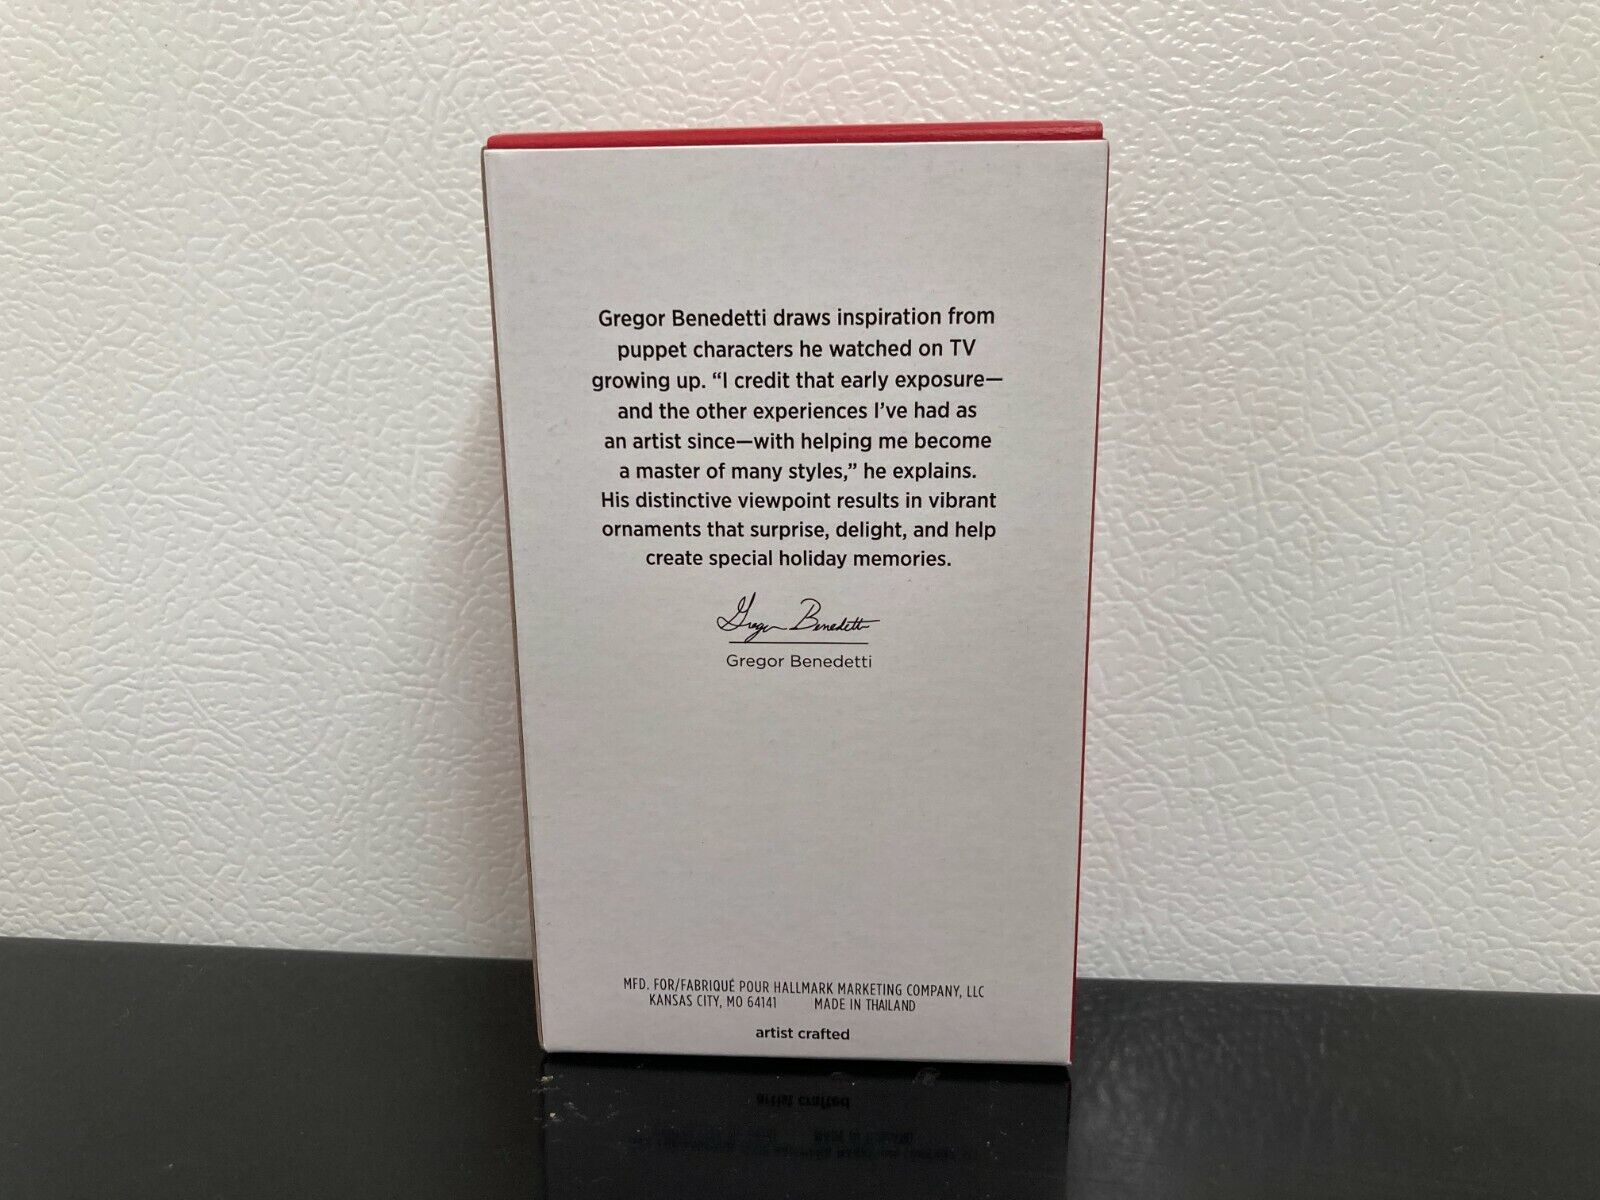 Gregor Benedetti draws inspiration from
puppet characters he watched on TV
growing up. “I credit that early exposure—
and the other experiences I’ve had as
an artist since—with helping me become
a master of many styles,” he explains.
His distinctive viewpoint results in vibrant
ornaments that surprise, delight, and help
create special holiday memories.
Gregor Benedetti
Gregor Benedetti
MFD. FOR/FABRIQUÉ POUR HALLMARK MARKETING COMPANY, LLC
KANSAS CITY, MO 64141 MADE IN THAILAND
artist crafted